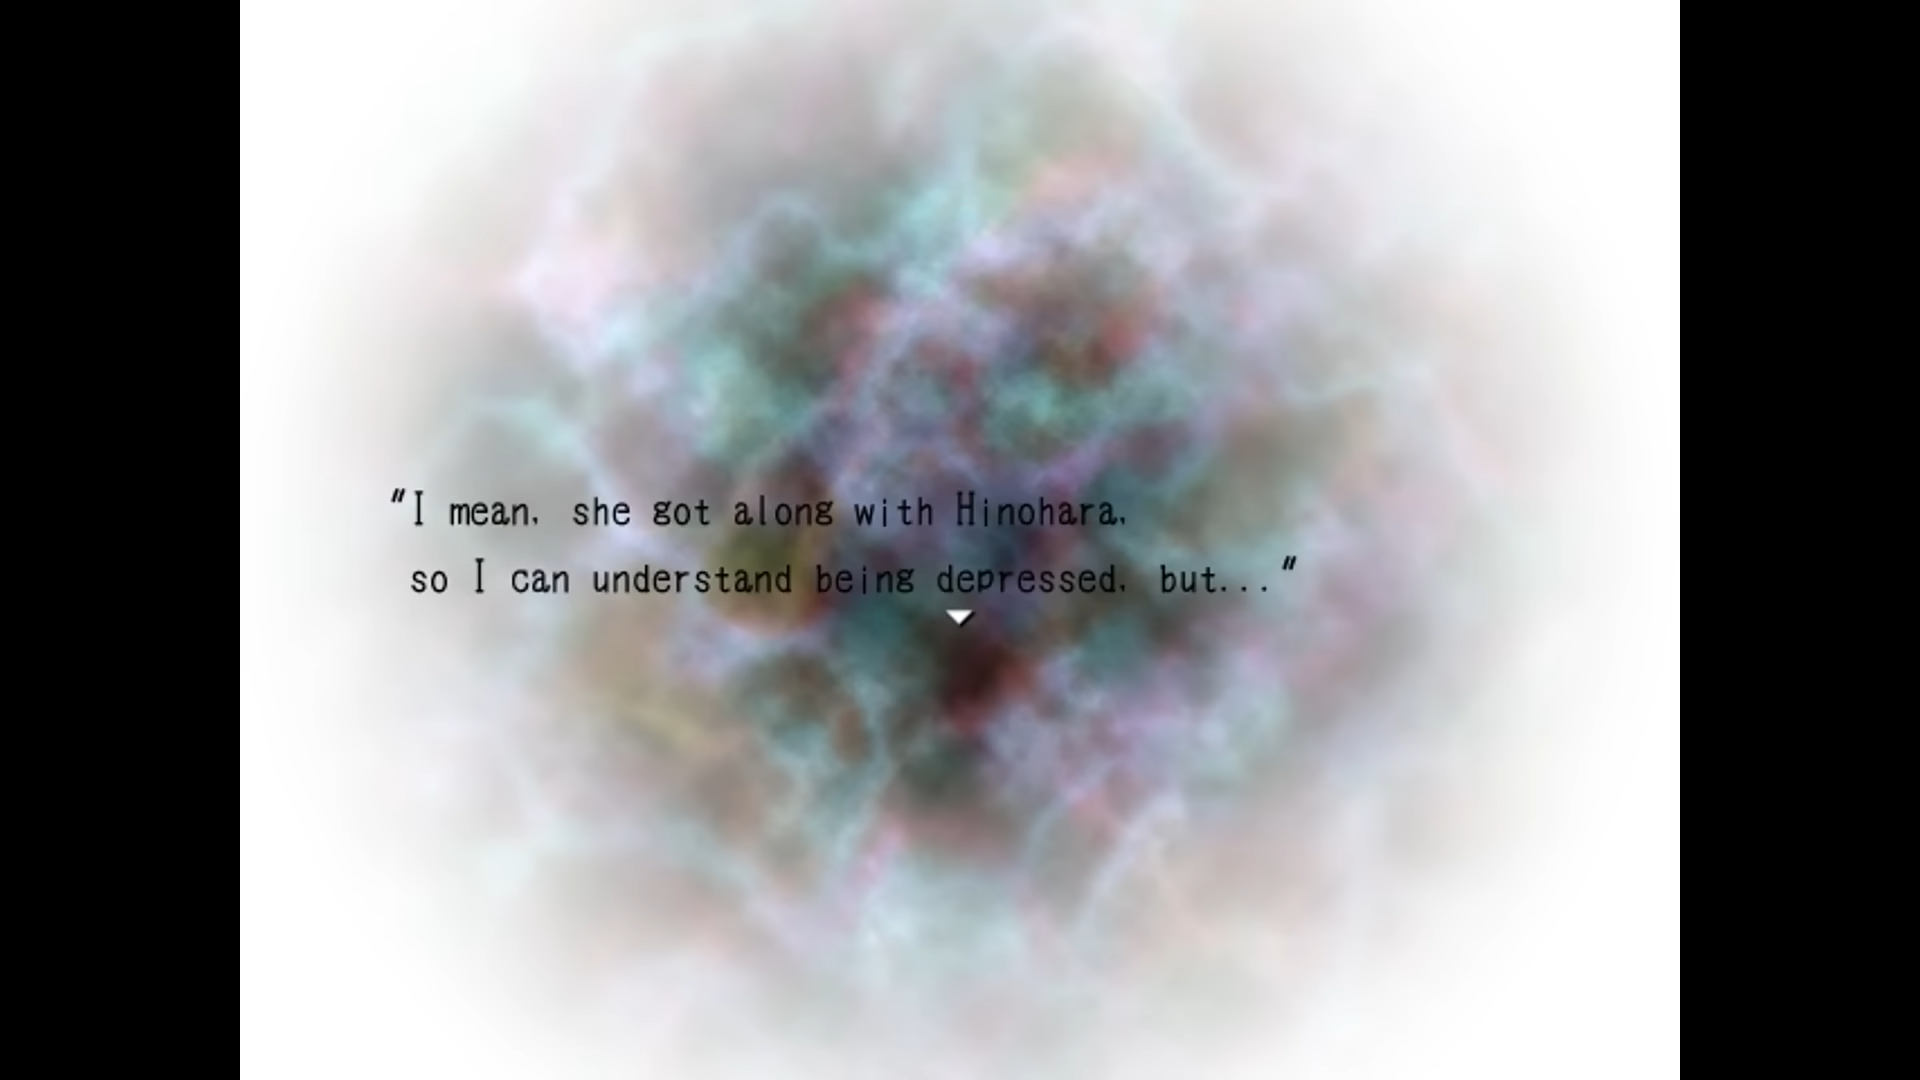 "I mean, she got along with Hinohara,
so I can understand being depressed, but..."